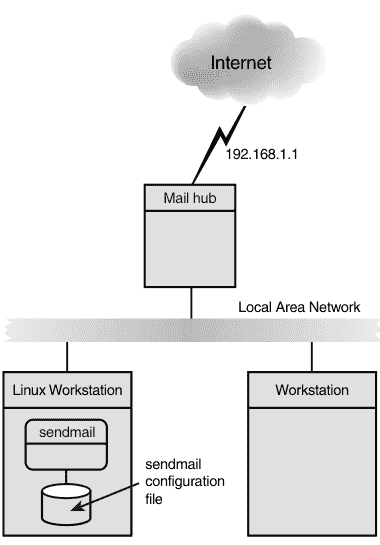 Internet
192.168.1.1
Mail hub
Local Area Network
Linux Workstation
Workstation
sendmail
sendmail
configuration
file